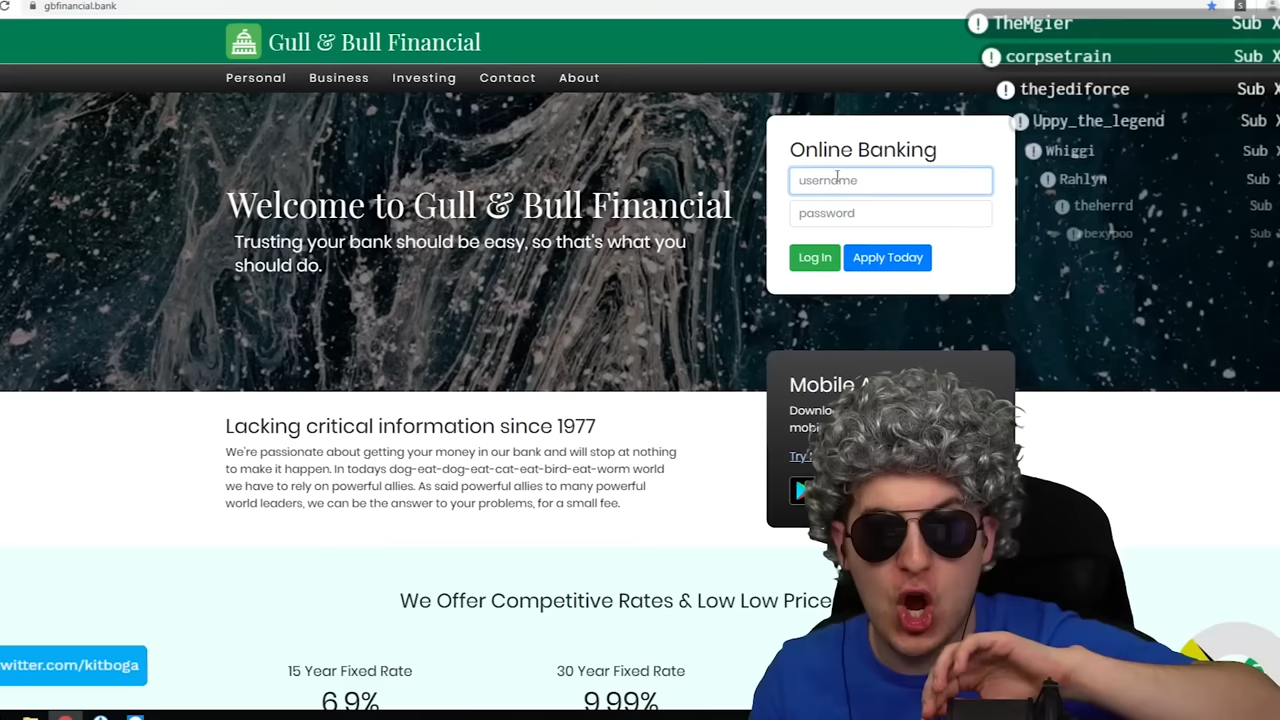 gbfinancial.bank
Gull & Bull Financial
Personal Business Investing Contact About
TheMgier Sub X
corpsetrain Sub X
thejediforce Sub X
Uppy_the_legend Sub X
Whiggi Sub X
Rahlyn Sub
theherrd Sub
bexypoo Sub
Welcome to Gull & Bull Financial
Trusting your bank should be easy, so that's what you
should do.
Online Banking
username
password
Log In Apply Today
Mobile A
Downlo
mobi
Try
Lacking critical information since 1977
We're passionate about getting your money in our bank and will stop at nothing
to make it happen. In todays dog-eat-dog-eat-cat-eat-bird-eat-worm world
we have to rely on powerful allies. As said powerful allies to many powerful
world leaders, we can be the answer to your problems, for a small fee.
We Offer Competitive Rates & Low Low Price
15 Year Fixed Rate 30 Year Fixed Rate
6.9% 9.99%
witter.com/kitboga